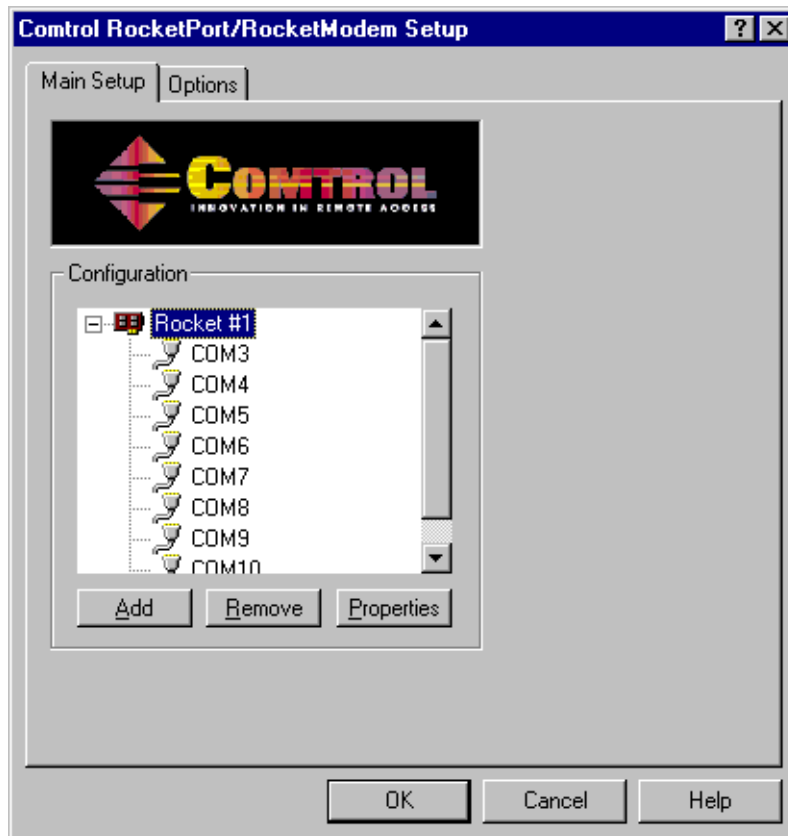 Comtrol RocketPort/RocketModem Setup
Main Setup
Options
COMTROL
INNOVATION IN REMOTE ACCESS
Configuration
Rocket #1
COM3
COM4
COM5
COM6
COM7
COM8
COM9
COM10
Add
Remove
Properties
OK
Cancel
Help